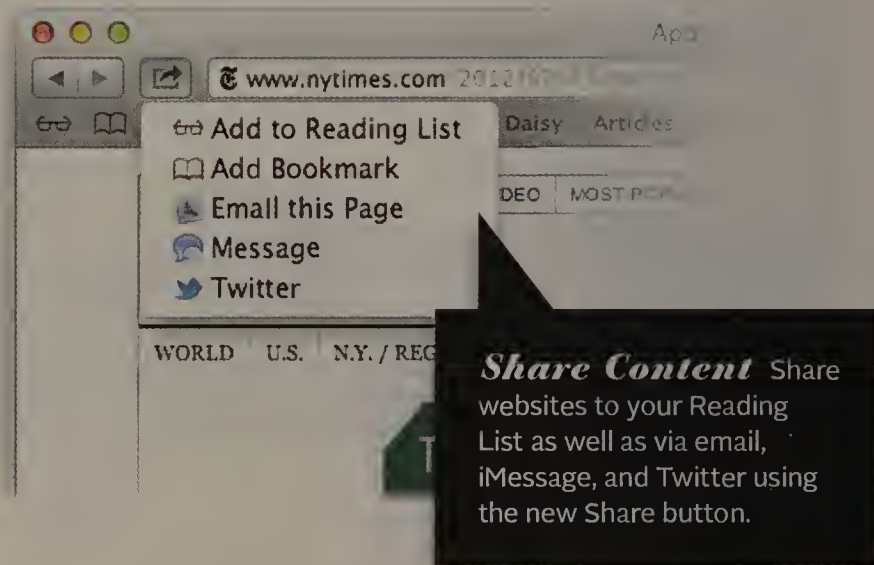 www.nytimes.com
Add to Reading List
Daisy Articles
Add Bookmark
DEO MOST
Email this Page
Message
Twitter
WORLD U.S. N.Y. / REG
Share Content Share
websites to your Reading
List as well as via email,
iMessage, and Twitter using
the new Share button.